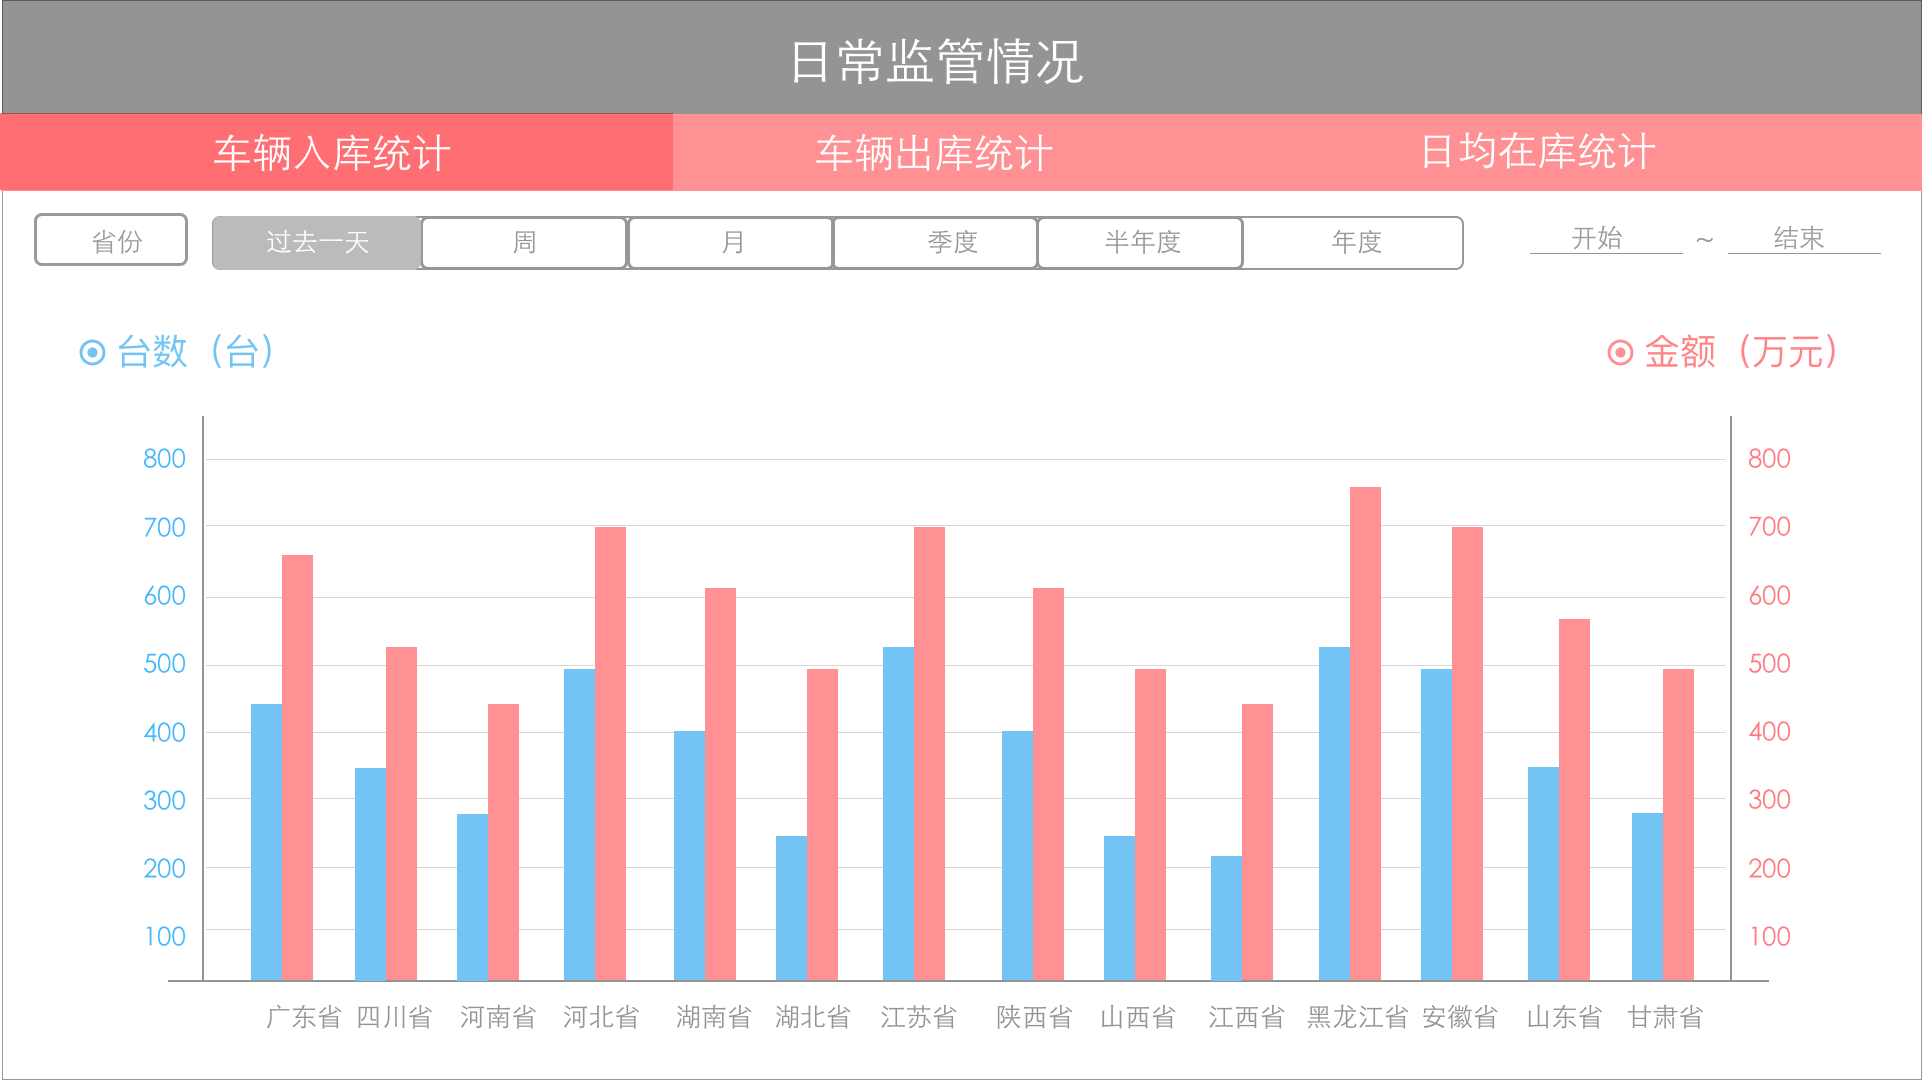 日常监管情况
车辆入库统计 车辆出库统计 日均在库统计
省份 过去一天 周 月 季度 半年度 年度 开始 ~ 结束
台数（台） 金额（万元）
800 800
700 700
600 600
500 500
400 400
300 300
200 200
100 100
广东省 四川省 河南省 河北省 湖南省 湖北省 江苏省 陕西省 山西省 江西省 黑龙江省 安徽省 山东省 甘肃省